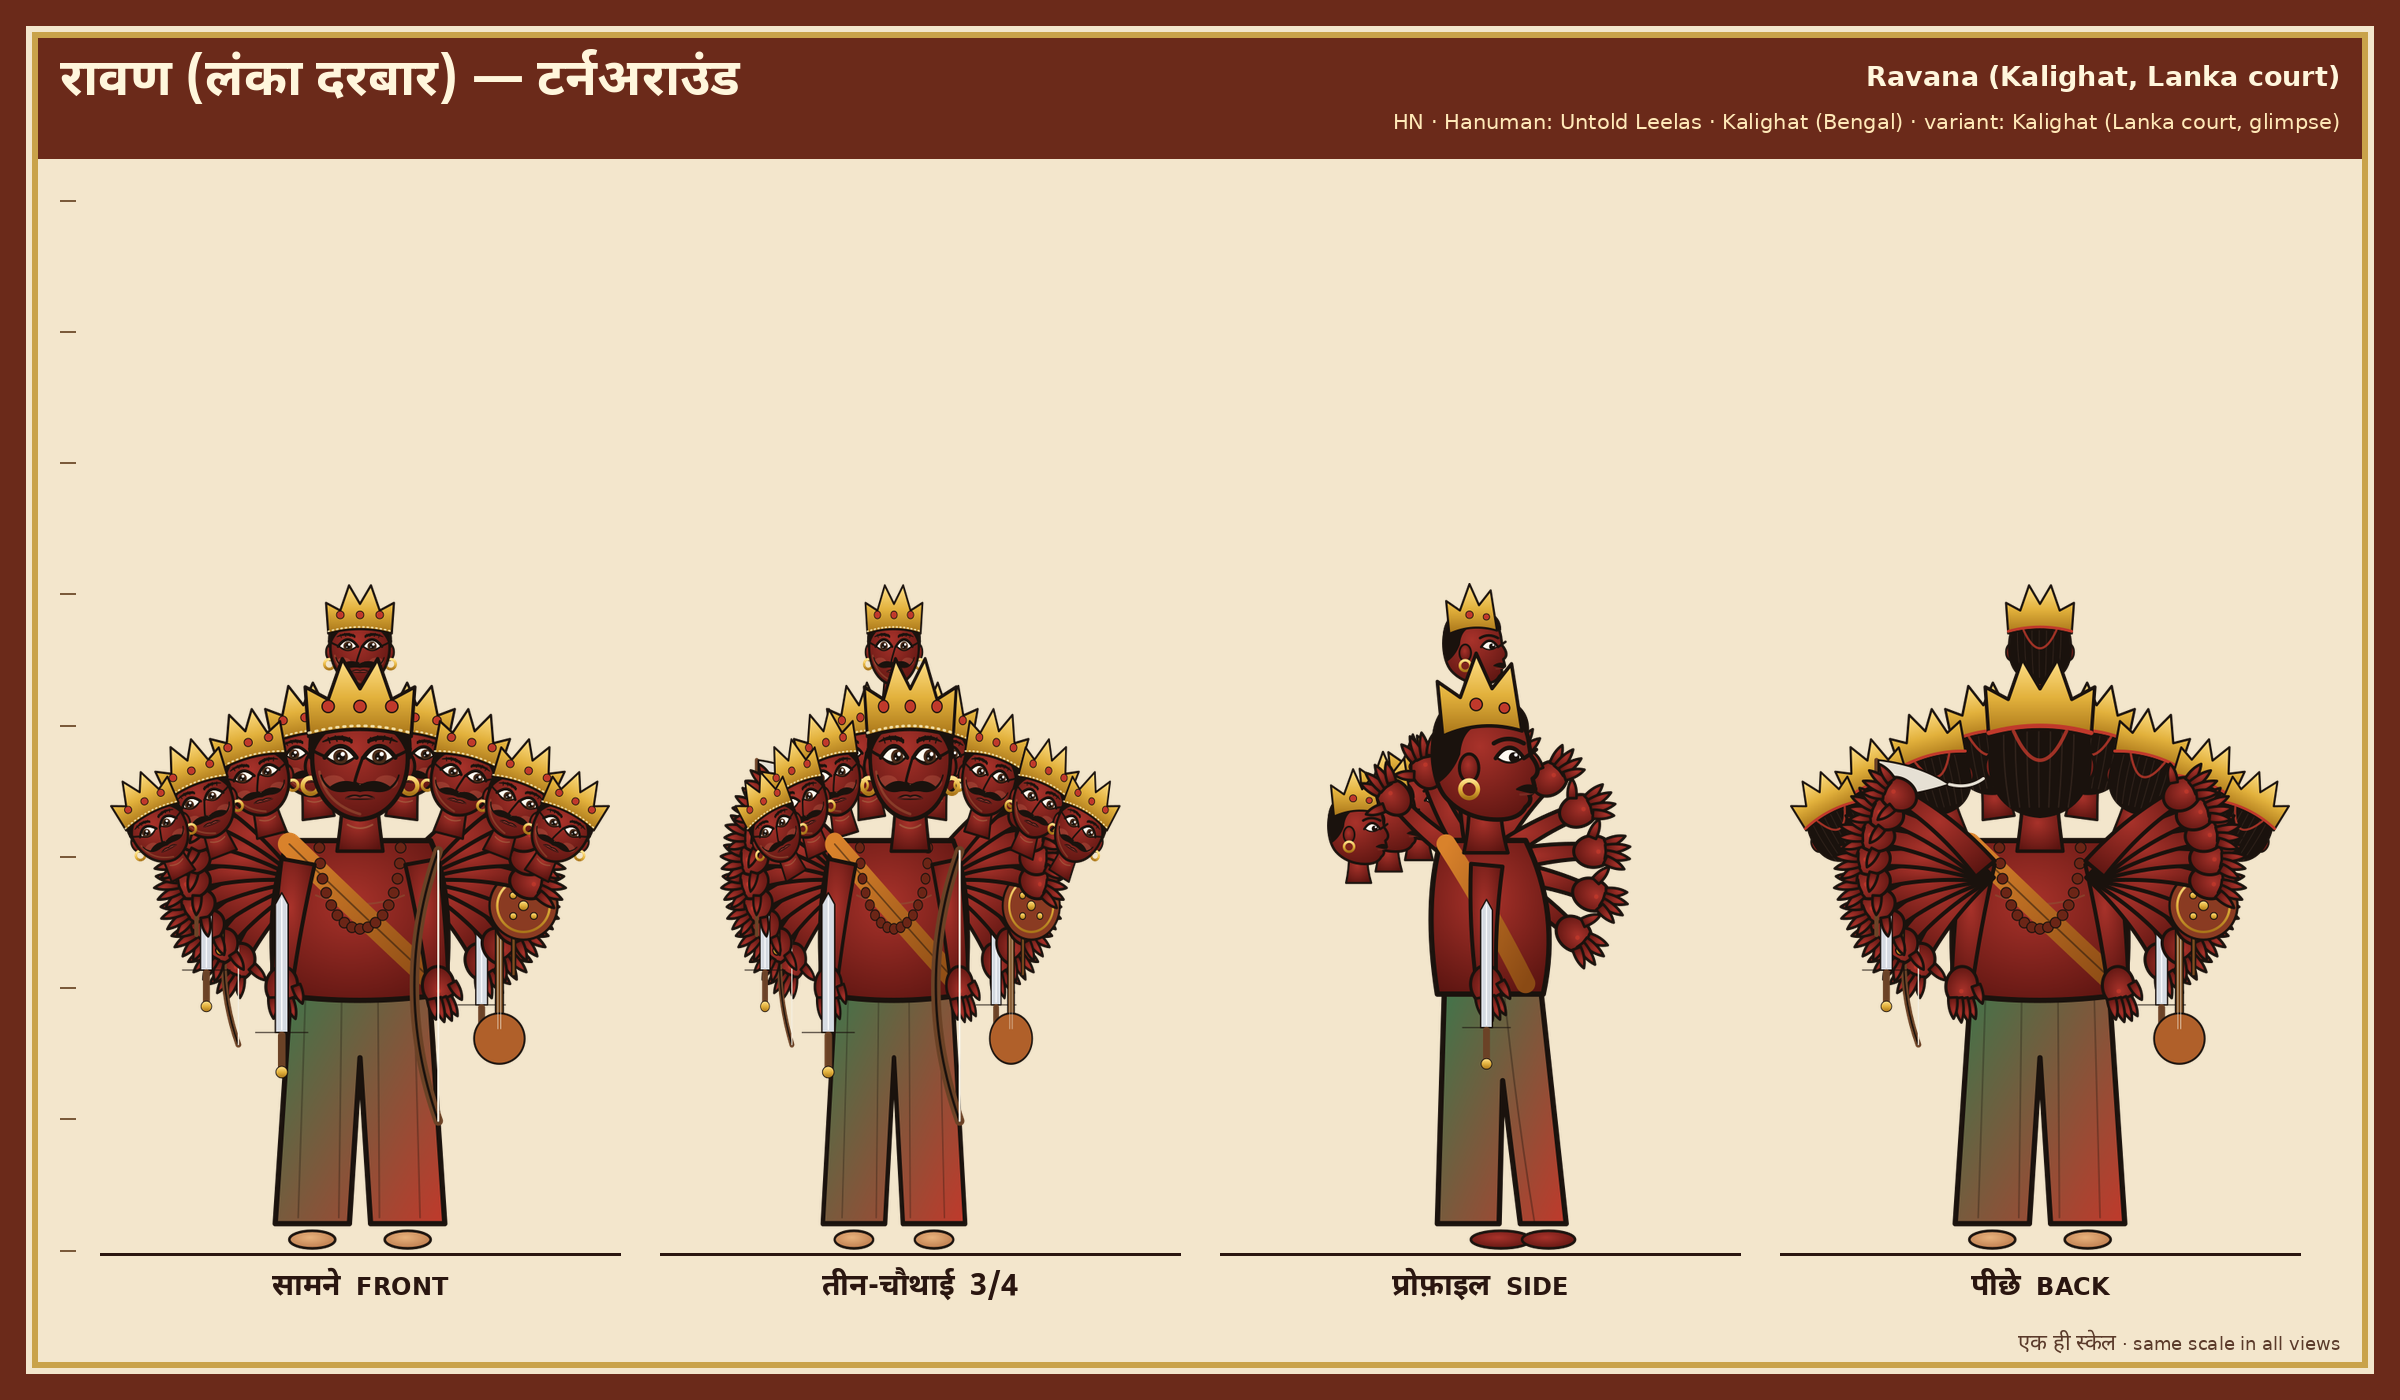 रावण (लंका दरबार) — टर्नअराउंड
Ravana (Kalighat, Lanka court)
HN · Hanuman: Untold Leelas · Kalighat (Bengal) · variant: Kalighat (Lanka court, glimpse)
सामने FRONT
तीन-चौथाई 3/4
प्रोफ़ाइल SIDE
पीछे BACK
एक ही स्केल · same scale in all views